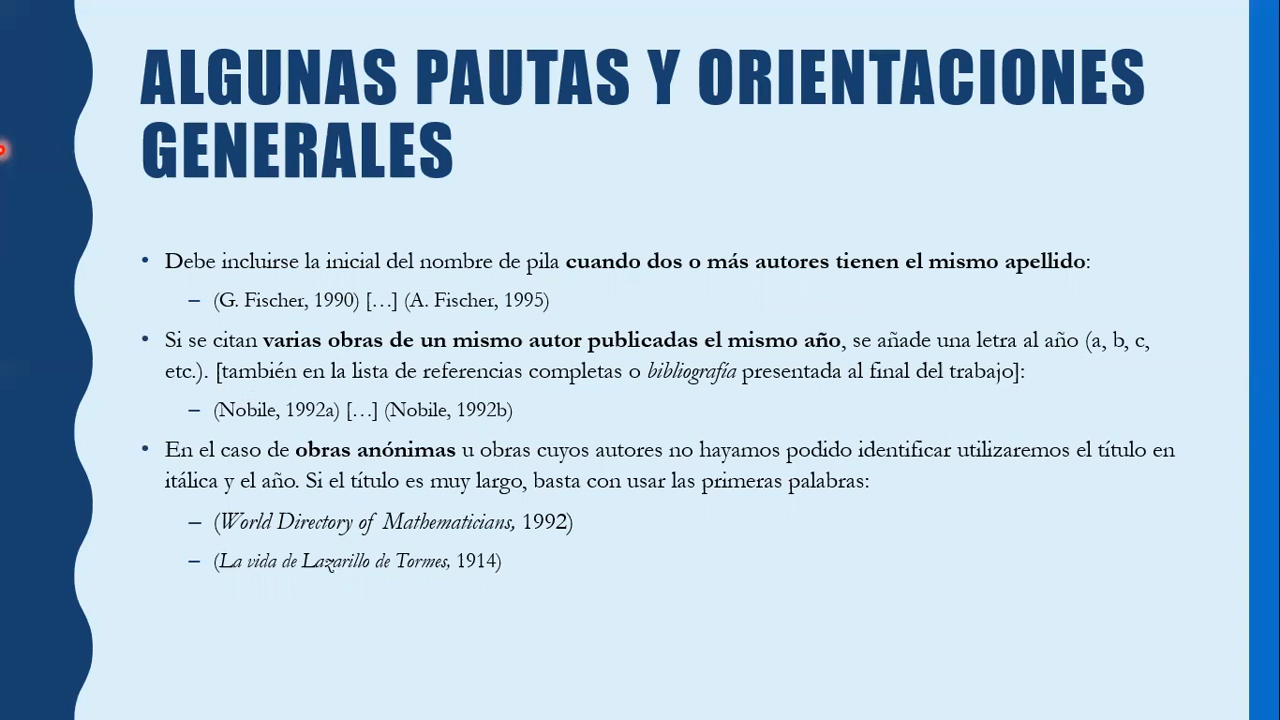 ALGUNAS PAUTAS Y ORIENTACIONES
GENERALES
• Debe incluirse la inicial del nombre de pila cuando dos o más autores tienen el mismo apellido:
– (G. Fischer, 1990) […] (A. Fischer, 1995)
• Si se citan varias obras de un mismo autor publicadas el mismo año, se añade una letra al año (a, b, c,
etc.). [también en la lista de referencias completas o bibliografía presentada al final del trabajo]:
– (Nobile, 1992a) […] (Nobile, 1992b)
• En el caso de obras anónimas u obras cuyos autores no hayamos podido identificar utilizaremos el título en
itálica y el año. Si el título es muy largo, basta con usar las primeras palabras:
– (World Directory of Mathematicians, 1992)
– (La vida de Lazarillo de Tormes, 1914)